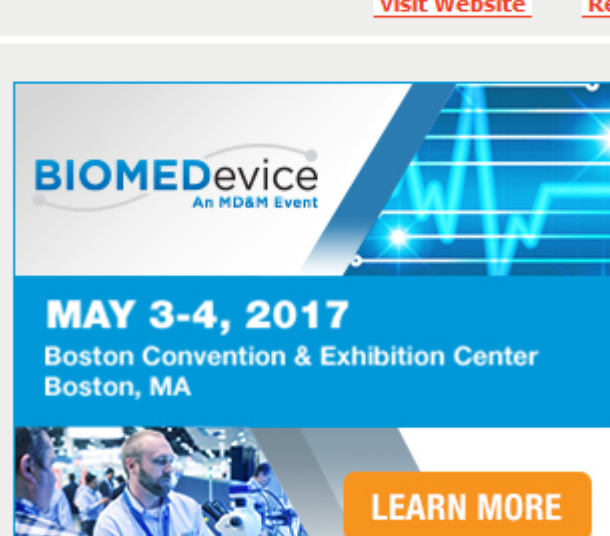 Visit Website
BIOMEDevice
An MD&M Event
MAY 3-4, 2017
Boston Convention & Exhibition Center
Boston, MA
LEARN MORE